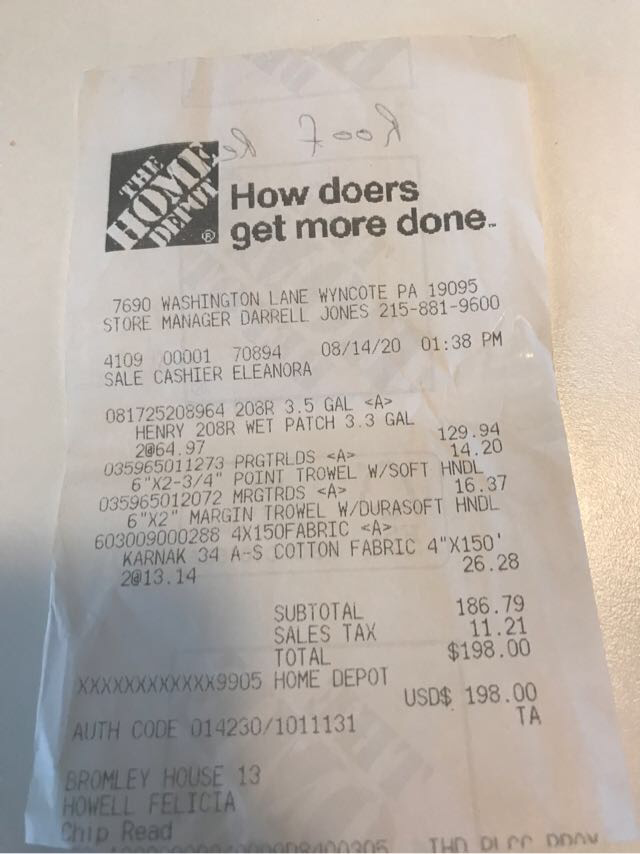 THE HOME DEPOT ®
How doers
get more done™
7690 WASHINGTON LANE WYNCOTE PA 19095
STORE MANAGER DARRELL JONES 215-881-9600
4109 00001 70894 08/14/20 01:38 PM
SALE CASHIER ELEANORA
081725208964 208R 3.5 GAL <A>
HENRY 208R WET PATCH 3.3 GAL
2@64.97 129.94
035965011273 PRGTRLDS <A> 14.20
6"X2-3/4" POINT TROWEL W/SOFT HNDL
035965012072 MRGTRDS <A> 16.37
6"X2" MARGIN TROWEL W/DURASOFT HNDL
603009000288 4X150FABRIC <A>
KARNAK 34 A-S COTTON FABRIC 4"X150'
2@13.14 26.28
SUBTOTAL 186.79
SALES TAX 11.21
TOTAL $198.00
XXXXXXXXXXXX9905 HOME DEPOT
USD$ 198.00
AUTH CODE 014230/1011131 TA
BROMLEY HOUSE 13
HOWELL FELICIA
Chip Read